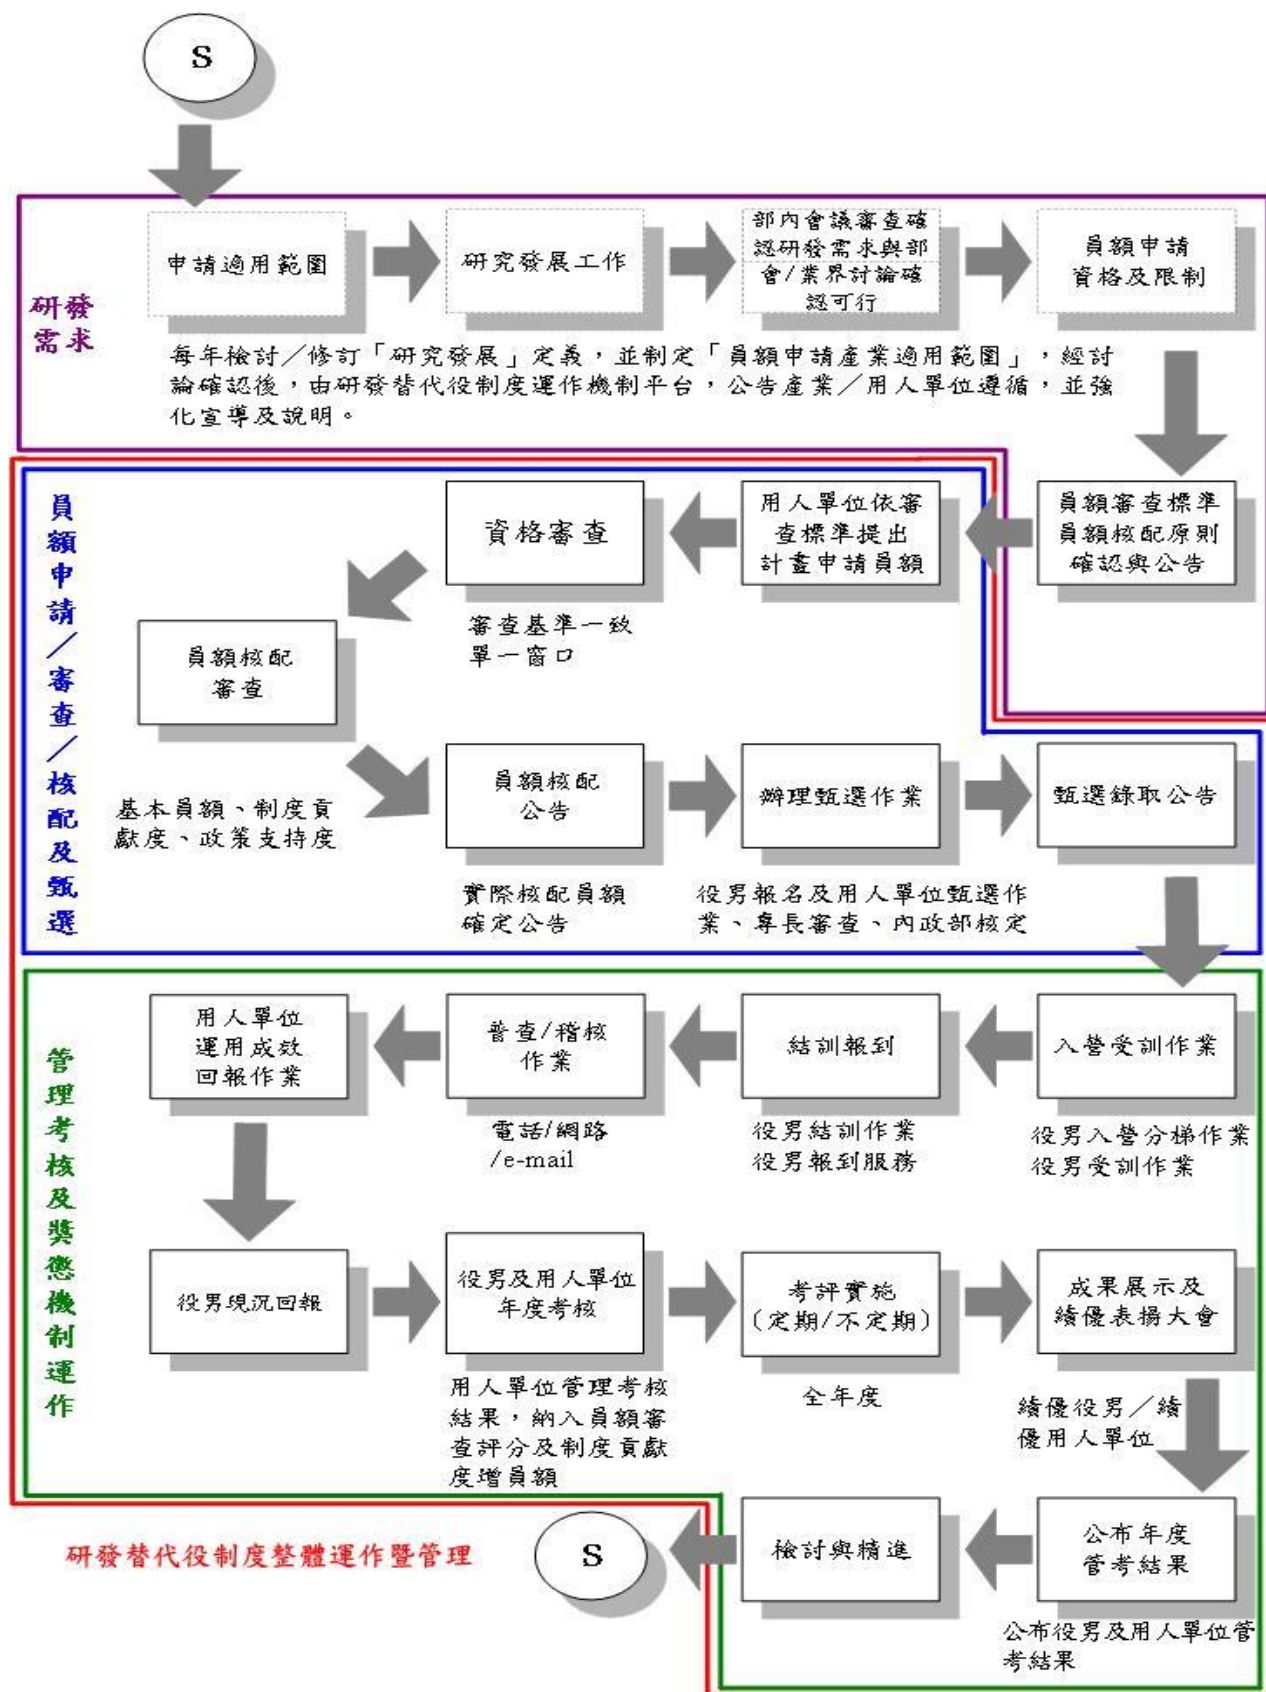 S
研發
需求
申請適用範圍
研究發展工作
部內會議審查確
認研發需求與部
會/業界討論確
認可行
員額申請
資格及限制
每年檢討／修訂「研究發展」定義，並制定「員額申請產業適用範圍」，經討
論確認後，由研發替代役制度運作機制平台，公告產業／用人單位遵循，並強
化宣導及說明。
員額審查標準
員額核配原則
確認與公告
員額申請／審查／核配及甄選
用人單位依審
查標準提出
計畫申請員額
資格審查
審查基準一致
單一窗口
員額核配
審查
基本員額、制度貢
獻度、政策支持度
員額核配
公告
實際核配員額
確定公告
辦理甄選作業
役男報名及用人單位甄選作
業、專長審查、內政部核定
甄選錄取公告
管理考核及獎懲機制運作
入營受訓作業
役男入營分梯作業
役男受訓作業
結訓報到
役男結訓作業
役男報到服務
普查/稽核
作業
電話/網路
/e-mail
用人單位
運用成效
回報作業
役男現況回報
役男及用人單位
年度考核
用人單位管理考核
結果，納入員額審
查評分及制度貢獻
度增員額
考評實施
(定期/不定期)
全年度
成果展示及
績優表揚大會
績優役男／績
優用人單位
公布年度
管考結果
公布役男及用人單位管
考結果
檢討與精進
S
研發替代役制度整體運作暨管理